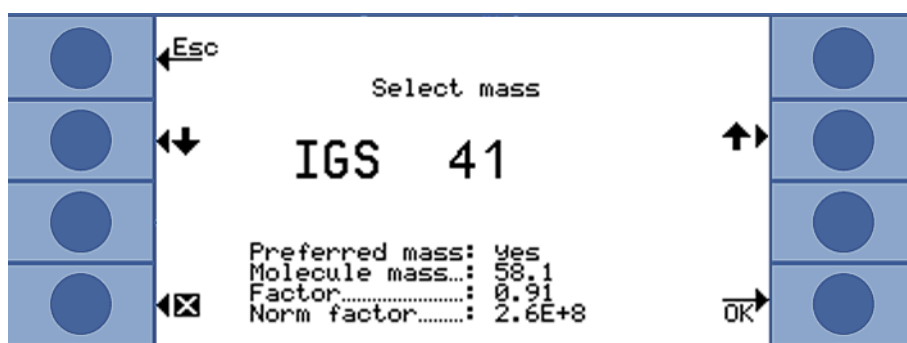 Esc
Select mass
IGS 41
Preferred mass: yes
Molecule mass…: 58.1
Factor……………………: 0.91
Norm factor………: 2.6E+8
OK